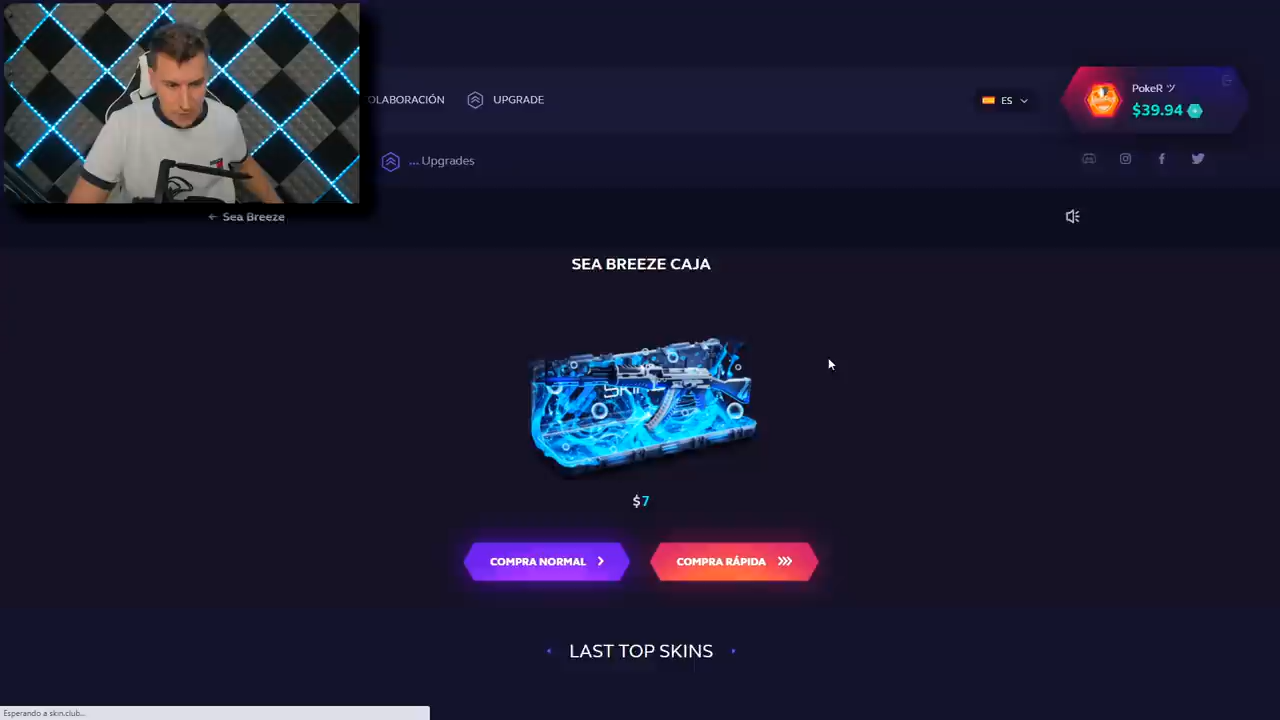 OLABORACIÓN
UPGRADE
ES
PokeR ツ
$39.94
... Upgrades
← Sea Breeze
SEA BREEZE CAJA
$7
COMPRA NORMAL
COMPRA RÁPIDA
LAST TOP SKINS
Esperando a skin.club...